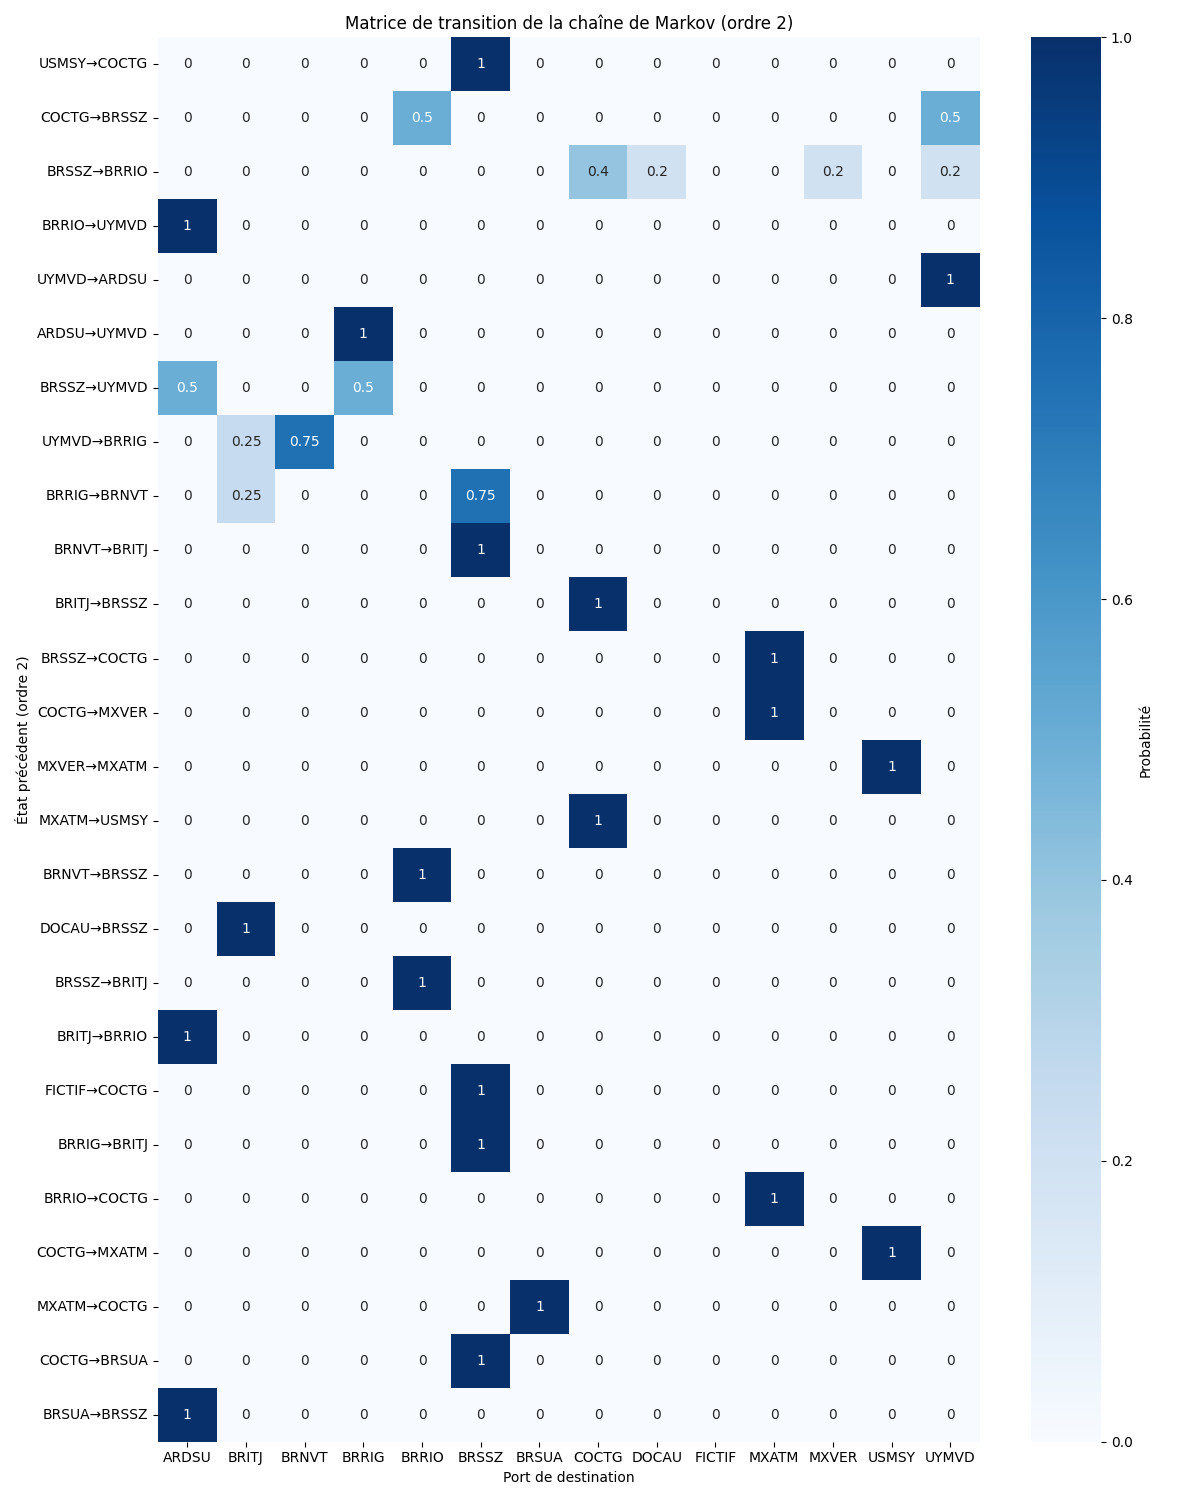 Matrice de transition de la chaîne de Markov (ordre 2)
USMSY→COCTG 0 0 0 0 0 1 0 0 0 0 0 0 0 0
COCTG→BRSSZ 0 0 0 0 0.5 0 0 0 0 0 0 0 0 0.5
BRSSZ→BRRIO 0 0 0 0 0 0 0 0.4 0.2 0 0 0.2 0 0.2
BRRIO→UYMVD 1 0 0 0 0 0 0 0 0 0 0 0 0 0
UYMVD→ARDSU 0 0 0 0 0 0 0 0 0 0 0 0 0 1
ARDSU→UYMVD 0 0 0 1 0 0 0 0 0 0 0 0 0 0
BRSSZ→UYMVD 0.5 0 0 0.5 0 0 0 0 0 0 0 0 0 0
UYMVD→BRRIG 0 0.25 0.75 0 0 0 0 0 0 0 0 0 0 0
BRRIG→BRNVT 0 0.25 0 0 0 0.75 0 0 0 0 0 0 0 0
BRNVT→BRITJ 0 0 0 0 0 1 0 0 0 0 0 0 0 0
BRITJ→BRSSZ 0 0 0 0 0 0 0 1 0 0 0 0 0 0
BRSSZ→COCTG 0 0 0 0 0 0 0 0 0 0 1 0 0 0
COCTG→MXVER 0 0 0 0 0 0 0 0 0 0 1 0 0 0
MXVER→MXATM 0 0 0 0 0 0 0 0 0 0 0 0 1 0
MXATM→USMSY 0 0 0 0 0 0 0 1 0 0 0 0 0 0
BRNVT→BRSSZ 0 0 0 0 1 0 0 0 0 0 0 0 0 0
DOCAU→BRSSZ 0 1 0 0 0 0 0 0 0 0 0 0 0 0
BRSSZ→BRITJ 0 0 0 0 1 0 0 0 0 0 0 0 0 0
BRITJ→BRRIO 1 0 0 0 0 0 0 0 0 0 0 0 0 0
FICTIF→COCTG 0 0 0 0 0 1 0 0 0 0 0 0 0 0
BRRIG→BRITJ 0 0 0 0 0 1 0 0 0 0 0 0 0 0
BRRIO→COCTG 0 0 0 0 0 0 0 0 0 0 1 0 0 0
COCTG→MXATM 0 0 0 0 0 0 0 0 0 0 0 0 1 0
MXATM→COCTG 0 0 0 0 0 0 1 0 0 0 0 0 0 0
COCTG→BRSUA 0 0 0 0 0 1 0 0 0 0 0 0 0 0
BRSUA→BRSSZ 1 0 0 0 0 0 0 0 0 0 0 0 0 0
ARDSU BRITJ BRNVT BRRIG BRRIO BRSSZ BRSUA COCTG DOCAU FICTIF MXATM MXVER USMSY UYMVD
Port de destination
État précédent (ordre 2)
1.0
0.8
0.6
0.4
0.2
0.0
Probabilité